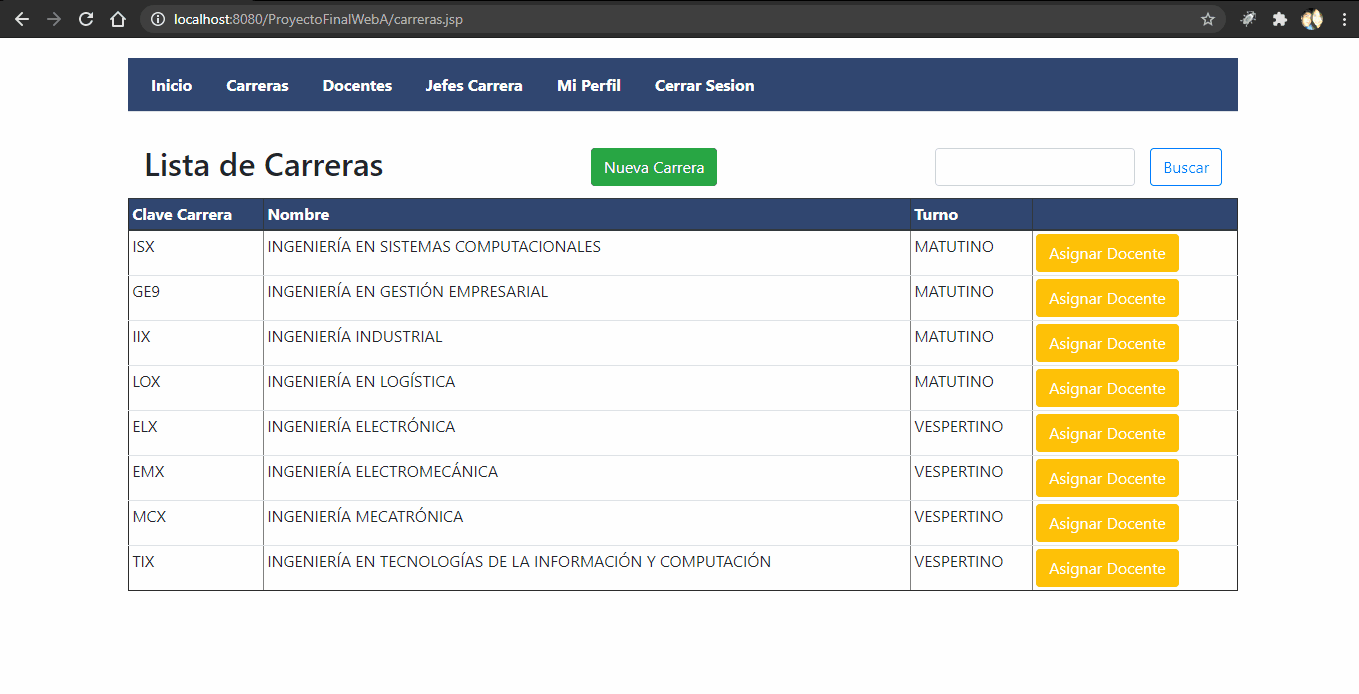 localhost:8080/ProyectoFinalWebA/carreras.jsp
Inicio Carreras Docentes Jefes Carrera Mi Perfil Cerrar Sesion
Lista de Carreras Nueva Carrera Buscar
Clave Carrera Nombre Turno
ISX INGENIERÍA EN SISTEMAS COMPUTACIONALES MATUTINO Asignar Docente
GE9 INGENIERÍA EN GESTIÓN EMPRESARIAL MATUTINO Asignar Docente
IIX INGENIERÍA INDUSTRIAL MATUTINO Asignar Docente
LOX INGENIERÍA EN LOGÍSTICA MATUTINO Asignar Docente
ELX INGENIERÍA ELECTRÓNICA VESPERTINO Asignar Docente
EMX INGENIERÍA ELECTROMECÁNICA VESPERTINO Asignar Docente
MCX INGENIERÍA MECATRÓNICA VESPERTINO Asignar Docente
TIX INGENIERÍA EN TECNOLOGÍAS DE LA INFORMACIÓN Y COMPUTACIÓN VESPERTINO Asignar Docente